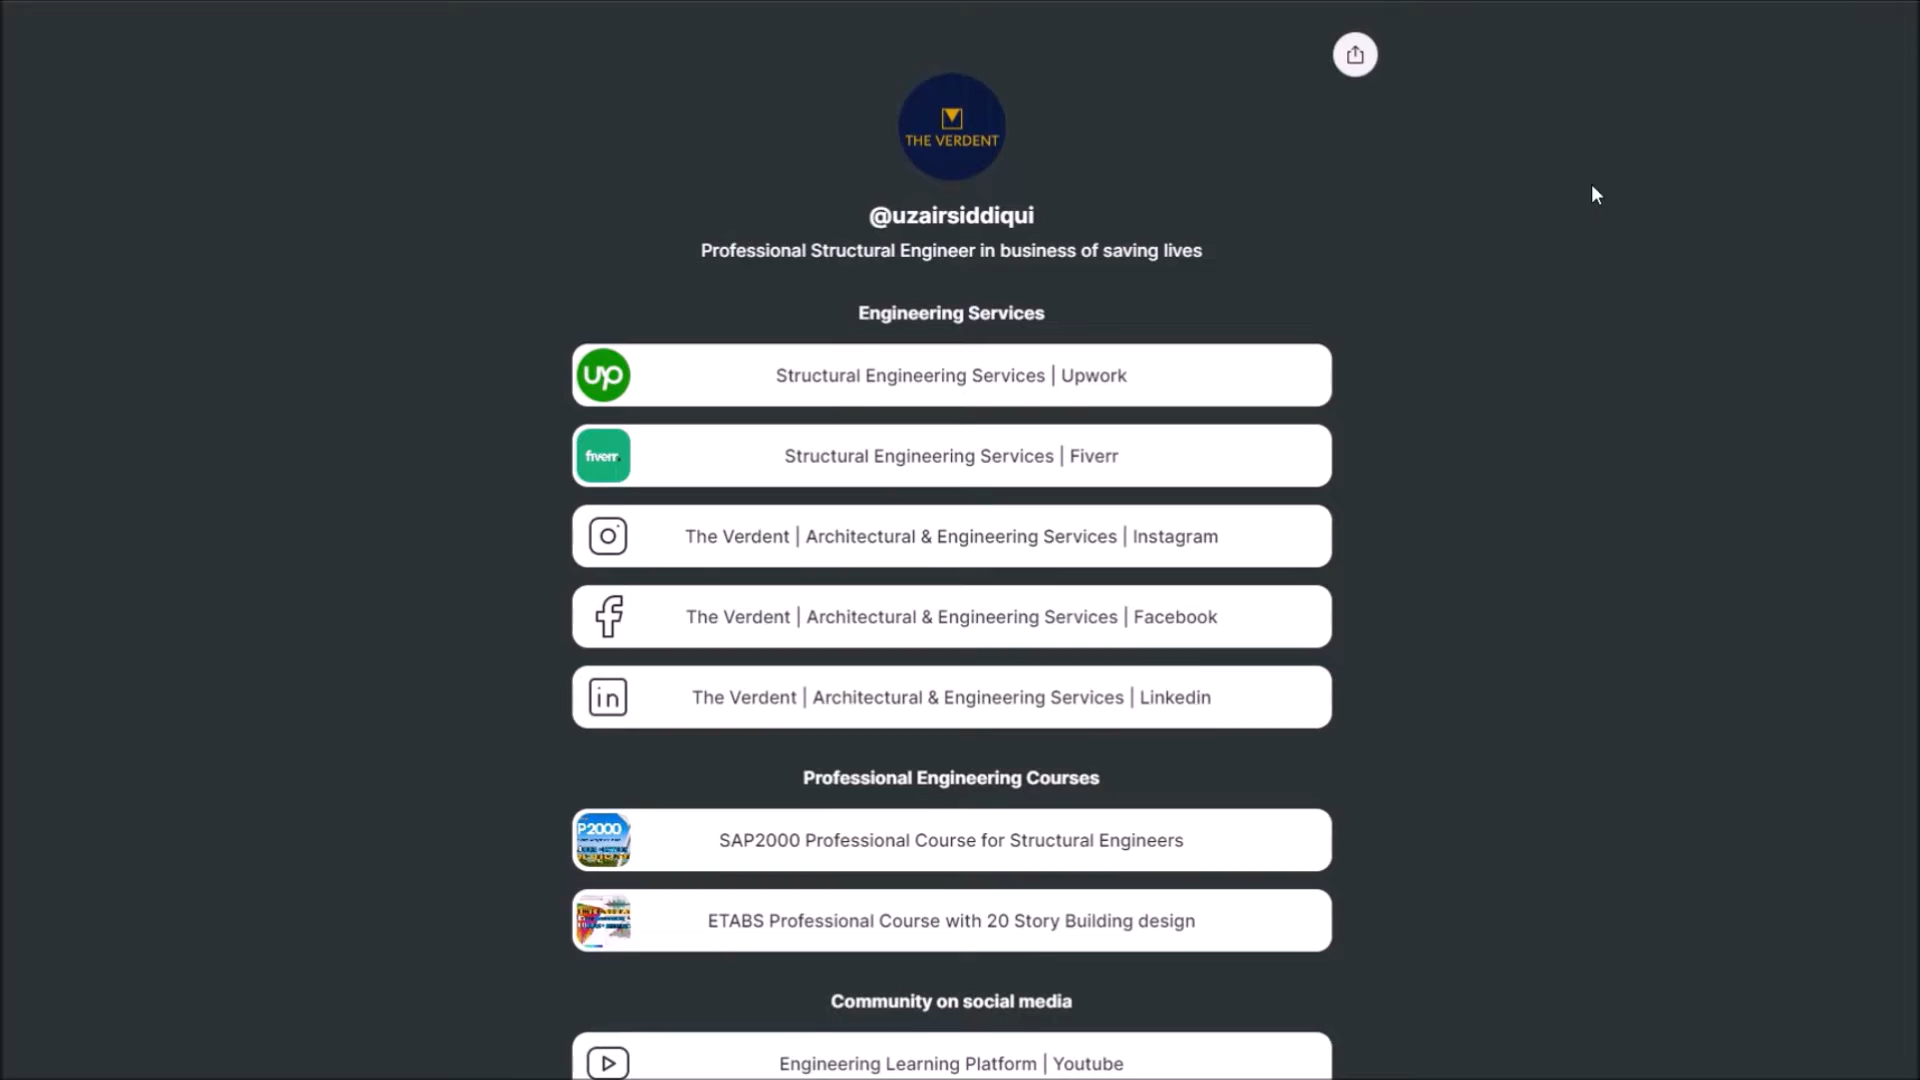 THE VERDENT
@uzairsiddiqui
Professional Structural Engineer in business of saving lives
Engineering Services
up
Structural Engineering Services | Upwork
fiverr.
Structural Engineering Services | Fiverr
The Verdent | Architectural & Engineering Services | Instagram
The Verdent | Architectural & Engineering Services | Facebook
in
The Verdent | Architectural & Engineering Services | Linkedin
Professional Engineering Courses
P2000
SAP2000 Professional Course for Structural Engineers
ETABS Professional Course with 20 Story Building design
Community on social media
Engineering Learning Platform | Youtube